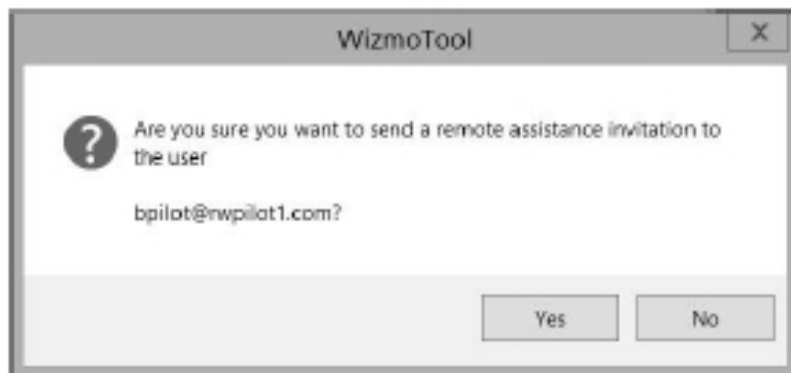 WizmoTool
X
Are you sure you want to send a remote assistance invitation to
the user
bpilot@rwpilot1.com?
Yes
No